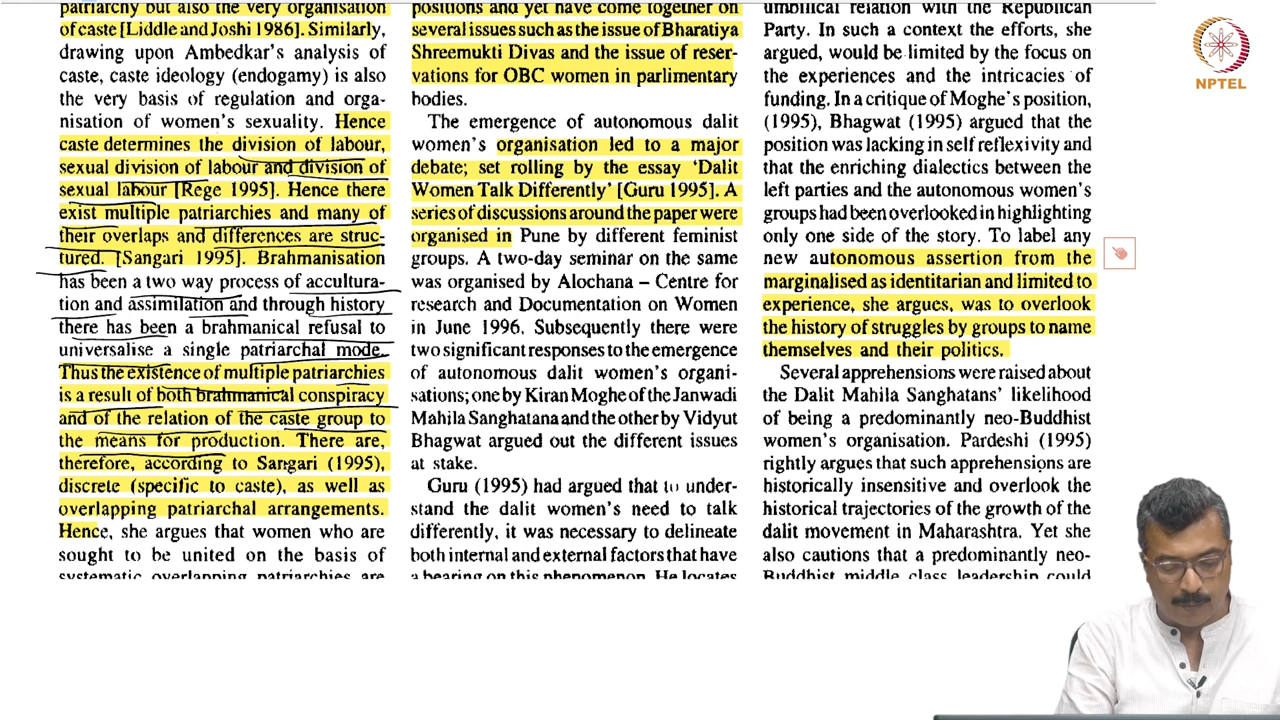 patriarchy but also the very organisation
of caste [Liddle and Joshi 1986]. Similarly,
drawing upon Ambedkar's analysis of
caste, caste ideology (endogamy) is also
the very basis of regulation and orga-
nisation of women's sexuality. Hence
caste determines the division of labour,
sexual division of labour and division of
sexual labour [Rege 1995]. Hence there
exist multiple patriarchies and many of
their overlaps and differences are struc-
tured. [Sangari 1995]. Brahmanisation
has been a two way process of accultura-
tion and assimilation and through history
there has been a brahmanical refusal to
universalise a single patriarchal mode.
Thus the existence of multiple patriarchies
is a result of both brahmanical conspiracy
and of the relation of the caste group to
the means for production. There are,
therefore, according to Sangari (1995),
discrete (specific to caste), as well as
overlapping patriarchal arrangements.
Hence, she argues that women who are
sought to be united on the basis of
systematic overlapping patriarchies are
positions and yet have come together on
several issues such as the issue of Bharatiya
Shreemukti Divas and the issue of reser-
vations for OBC women in parlimentary
bodies.
The emergence of autonomous dalit
women's organisation led to a major
debate; set rolling by the essay 'Dalit
Women Talk Differently' [Guru 1995]. A
series of discussions around the paper were
organised in Pune by different feminist
groups. A two-day seminar on the same
was organised by Alochana – Centre for
research and Documentation on Women
in June 1996. Subsequently there were
two significant responses to the emergence
of autonomous dalit women's organi-
sations; one by Kiran Moghe of the Janwadi
Mahila Sanghatana and the other by Vidyut
Bhagwat argued out the different issues
at stake.
Guru (1995) had argued that to under-
stand the dalit women's need to talk
differently, it was necessary to delineate
both internal and external factors that have
a bearing on this phenomenon. He locates
umbilical relation with the Republican
Party. In such a context the efforts, she
argued, would be limited by the focus on
the experiences and the intricacies of
funding. In a critique of Moghe's position,
(1995), Bhagwat (1995) argued that the
position was lacking in self reflexivity and
that the enriching dialectics between the
left parties and the autonomous women's
groups had been overlooked in highlighting
only one side of the story. To label any
new autonomous assertion from the
marginalised as identitarian and limited to
experience, she argues, was to overlook
the history of struggles by groups to name
themselves and their politics.
Several apprehensions were raised about
the Dalit Mahila Sanghatans' likelihood
of being a predominantly neo-Buddhist
women's organisation. Pardeshi (1995)
rightly argues that such apprehensions are
historically insensitive and overlook the
historical trajectories of the growth of the
dalit movement in Maharashtra. Yet she
also cautions that a predominantly neo-
Buddhist middle class leadership could
NPTEL